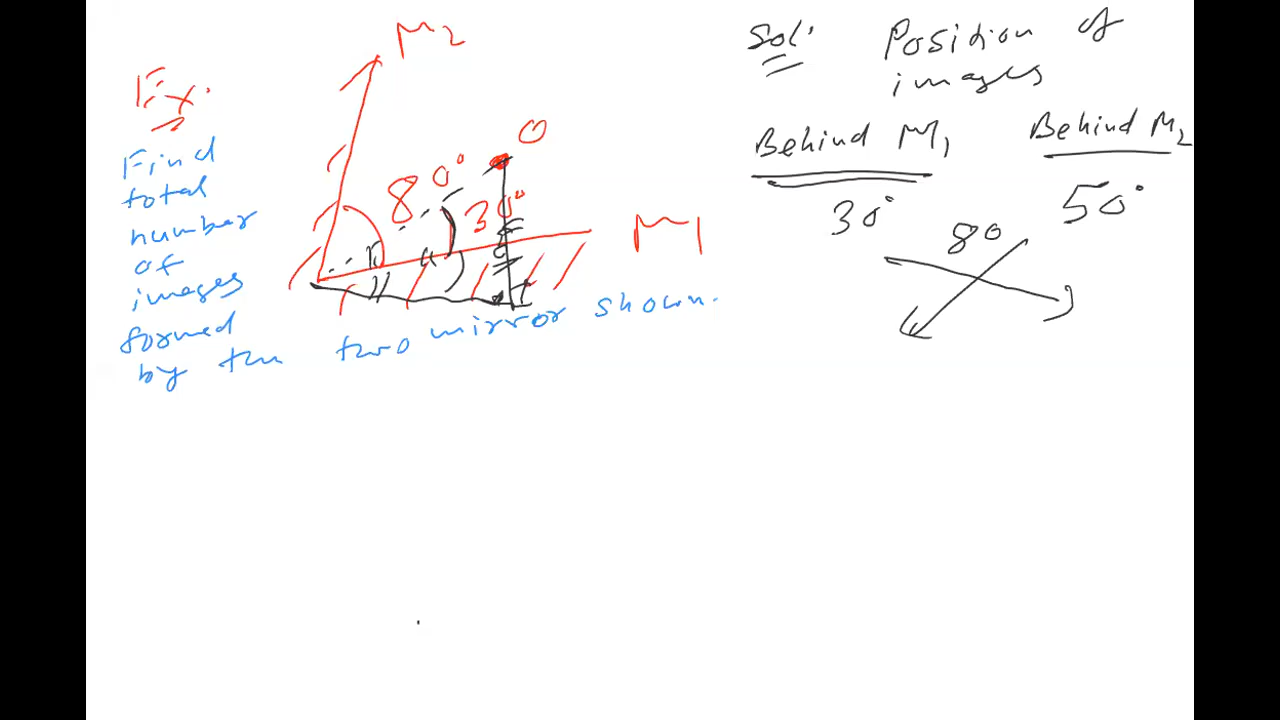 Ex.
Find
total
number
of
images
formed
by the two mirror shown.
M2
O
80°
30°
M1
Sol: Position of
images
Behind M1
Behind M2
30°
50°
80